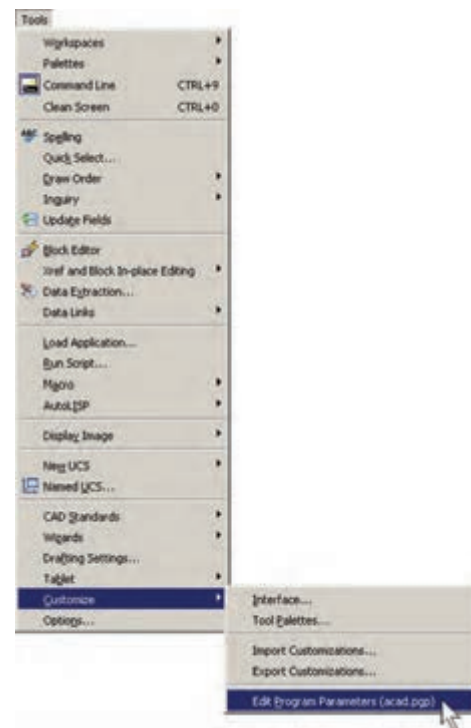 Tools
Workspaces
Palettes
Command Line CTRL+9
Clean Screen CTRL+0
ABC Spelling
Quick Select...
Draw Order
Inquiry
Update Fields
Block Editor
Xref and Block In-place Editing
Data Extraction...
Data Links
Load Application...
Run Script...
Macro
AutoLISP
Display Image
New UCS
Named UCS...
CAD Standards
Wizards
Drafting Settings...
Tablet
Customize
Options...
Interface...
Tool Palettes...
Import Customizations...
Export Customizations...
Edit Program Parameters (acad.pgp)